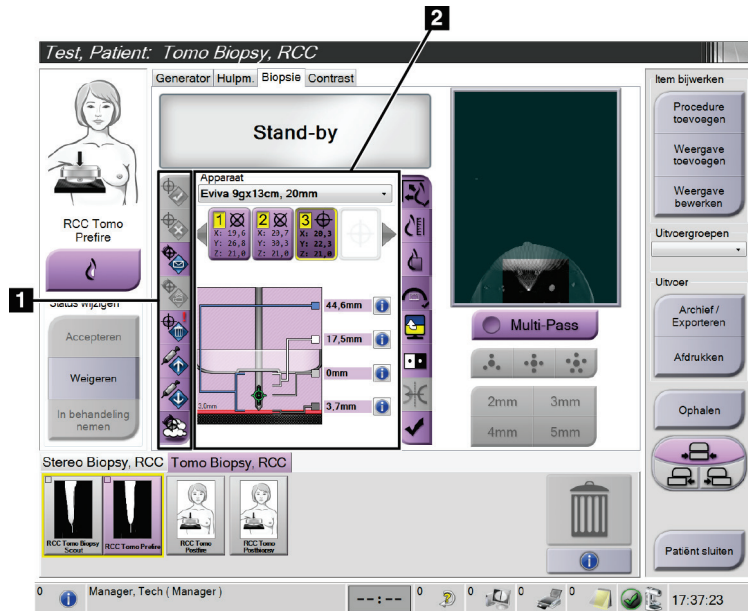 2
Test, Patient: Tomo Biopsy, RCC
Generator Hulpm. Biopsie Contrast
Stand-by
RCC Tomo
Prefire
1
Status wijzigen
Accepteren
Weigeren
In behandeling
nemen
Apparaat
Eviva 9gx13cm, 20mm
1
X: 19,6
Y: 26,8
Z: 21,0
2
X: 20,7
Y: 30,3
Z: 21,0
3
X: 20,3
Y: 22,3
Z: 21,0
44,6mm
17,5mm
0mm
3,7mm
3,0mm
Multi-Pass
2mm 3mm
4mm 5mm
Item bijwerken
Procedure
toevoegen
Weergave
toevoegen
Weergave
bewerken
Uitvoergroepen
Uitvoer
Archief /
Exporteren
Afdrukken
Ophalen
Patiënt sluiten
Stereo Biopsy, RCC Tomo Biopsy, RCC
RCC Tomo Biopsy
Scout
RCC Tomo Prefire
RCC Tomo
Postfire
RCC Tomo
Postbiopsy
0 Manager, Tech ( Manager ) --:-- 0 0 0 0 17:37:23